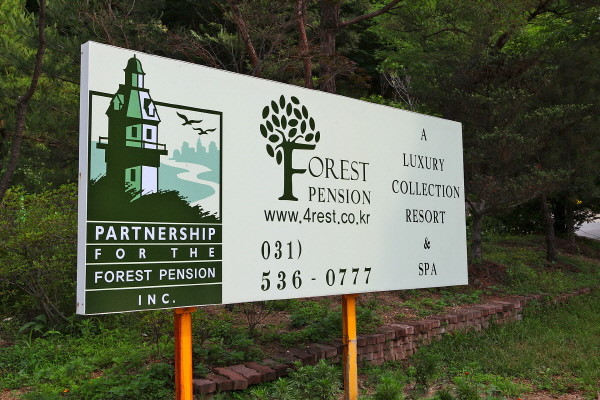 PARTNERSHIP
FOR THE
FOREST PENSION
INC.
FOREST
PENSION
www.4rest.co.kr
031)
536 - 0777
A
LUXURY
COLLECTION
RESORT
&
SPA